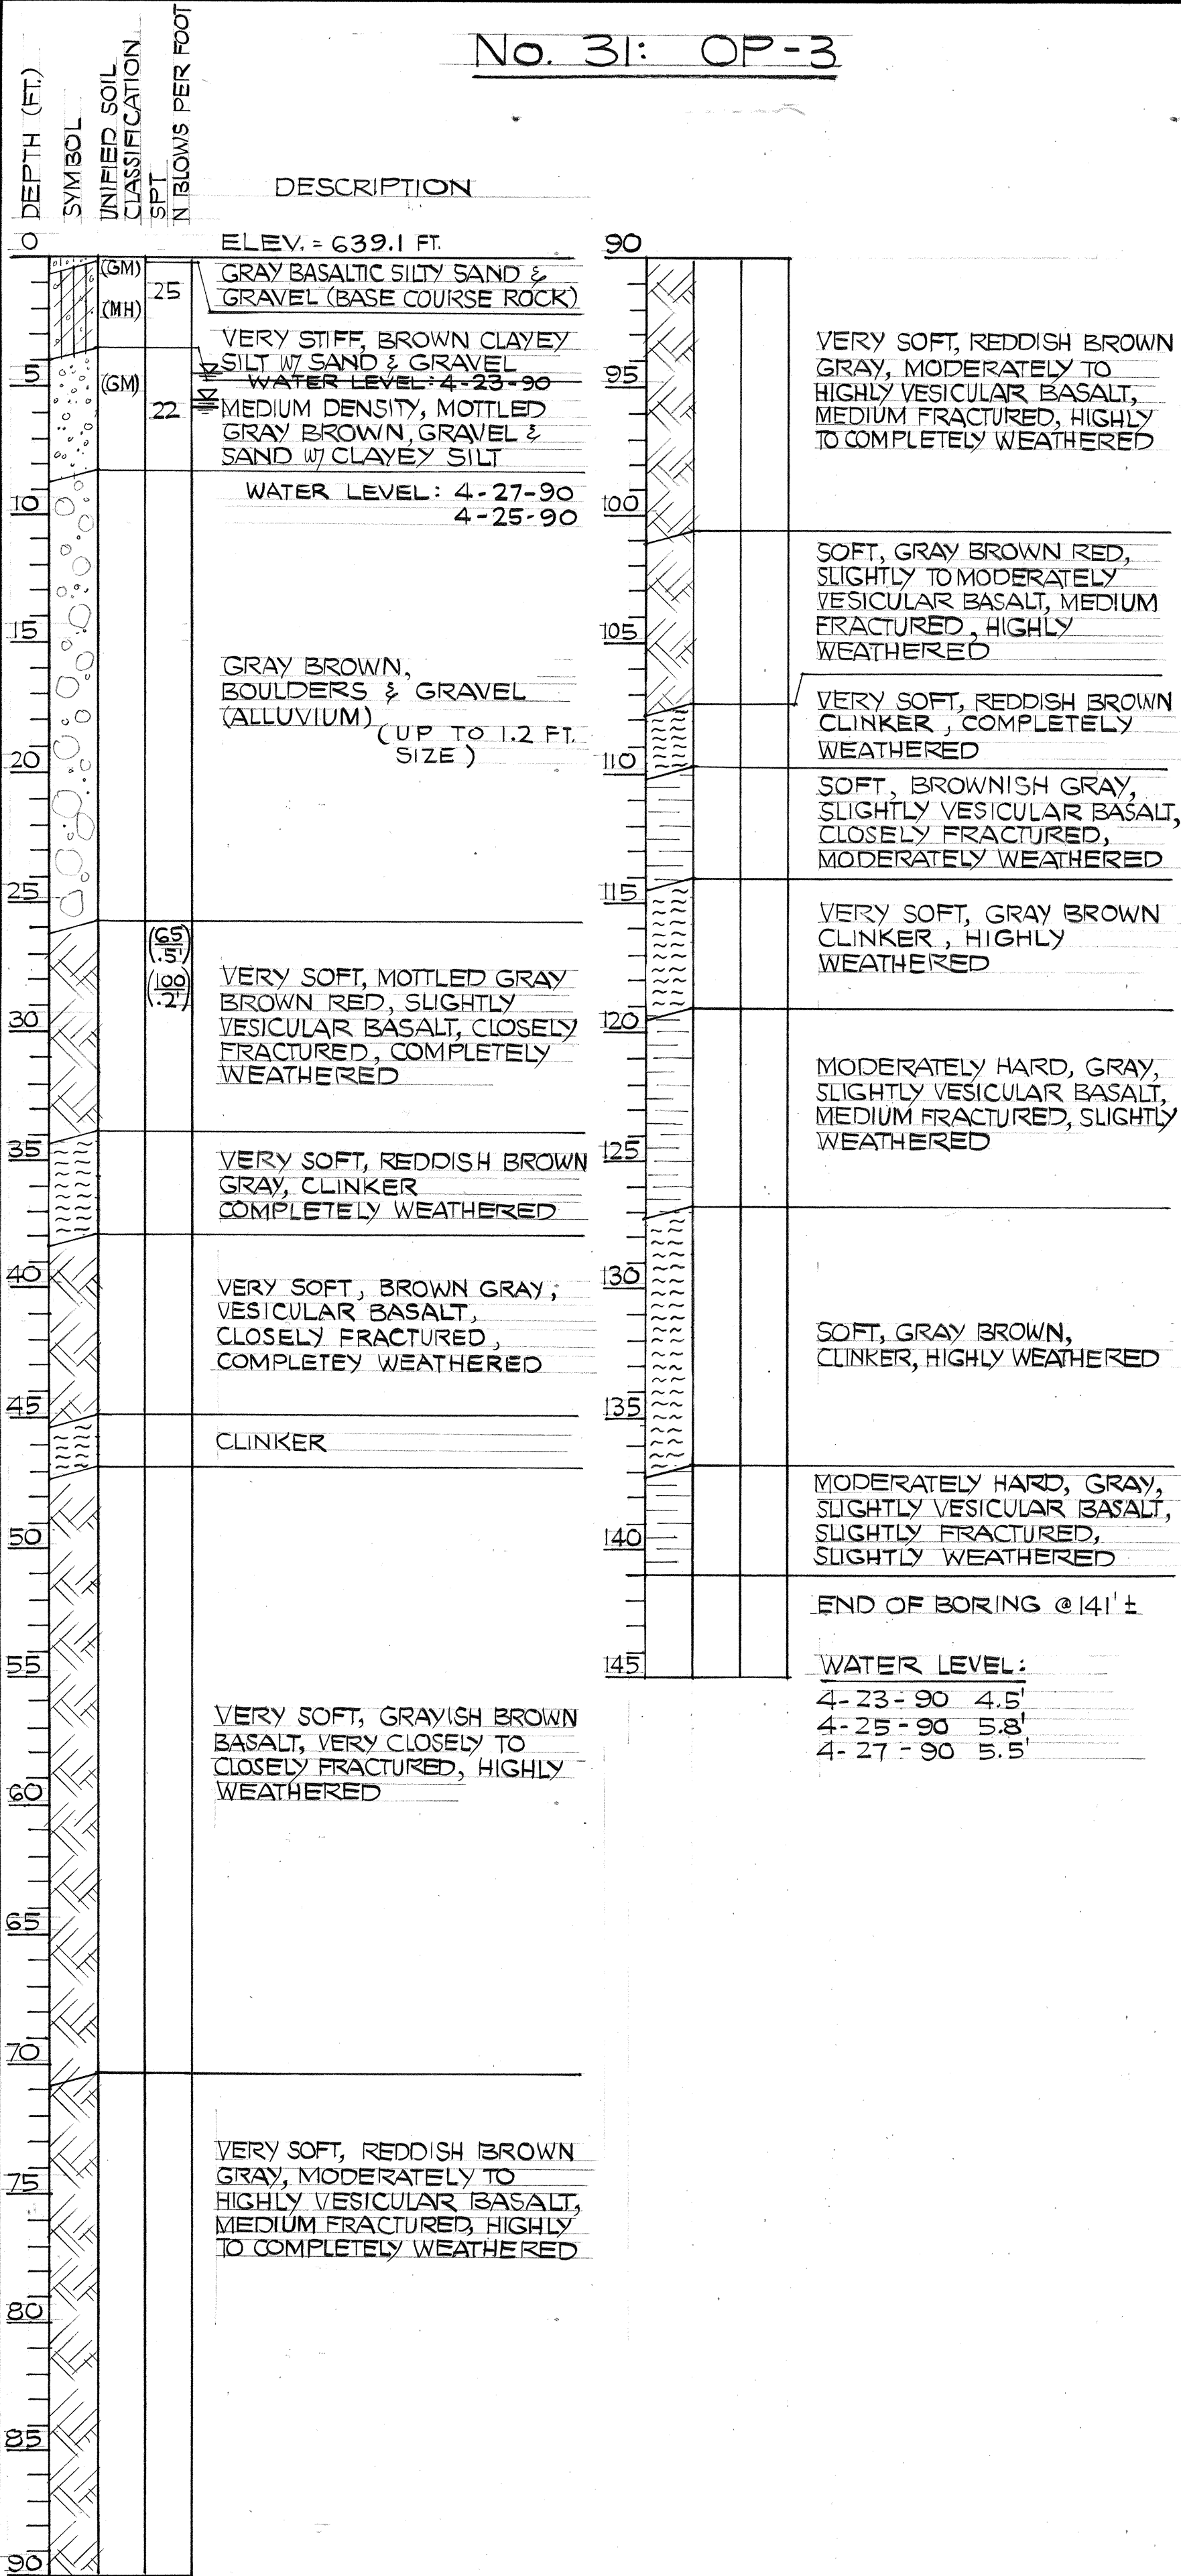 No. 31: OP-3
DEPTH (FT.)
SYMBOL
UNIFIED SOIL
CLASSIFICATION
SPT
N BLOWS PER FOOT
DESCRIPTION
0
ELEV. = 639.1 FT.
(GM)
GRAY BASALTIC SILTY SAND &
GRAVEL (BASE COURSE ROCK)
25
(MH)
VERY STIFF, BROWN CLAYEY
SILT W/ SAND & GRAVEL
5
(GM)
WATER LEVEL: 4-23-90
22
MEDIUM DENSITY, MOTTLED
GRAY BROWN, GRAVEL &
SAND W/ CLAYEY SILT
WATER LEVEL: 4-27-90
4-25-90
10
15
GRAY BROWN,
BOULDERS & GRAVEL
(ALLUVIUM)
(UP TO 1.2 FT.
SIZE)
20
25
(65
.5')
(100
.2')
VERY SOFT, MOTTLED GRAY
BROWN RED, SLIGHTLY
VESICULAR BASALT, CLOSELY
FRACTURED, COMPLETELY
WEATHERED
30
35
VERY SOFT, REDDISH BROWN
GRAY, CLINKER
COMPLETELY WEATHERED
40
VERY SOFT, BROWN GRAY;
VESICULAR BASALT,
CLOSELY FRACTURED,
COMPLETEY WEATHERED
45
CLINKER
50
55
VERY SOFT, GRAYISH BROWN
BASALT, VERY CLOSELY TO
CLOSELY FRACTURED, HIGHLY
WEATHERED
60
65
70
VERY SOFT, REDDISH BROWN
GRAY, MODERATELY TO
HIGHLY VESICULAR BASALT,
MEDIUM FRACTURED, HIGHLY
TO COMPLETELY WEATHERED
75
80
85
90
90
VERY SOFT, REDDISH BROWN
GRAY, MODERATELY TO
HIGHLY VESICULAR BASALT,
MEDIUM FRACTURED, HIGHLY
TO COMPLETELY WEATHERED
95
100
SOFT, GRAY BROWN RED,
SLIGHTLY TO MODERATELY
VESICULAR BASALT, MEDIUM
FRACTURED, HIGHLY
WEATHERED
105
VERY SOFT, REDDISH BROWN
CLINKER, COMPLETELY
WEATHERED
110
SOFT, BROWNISH GRAY,
SLIGHTLY VESICULAR BASALT,
CLOSELY FRACTURED,
MODERATELY WEATHERED
115
VERY SOFT, GRAY BROWN
CLINKER, HIGHLY
WEATHERED
120
MODERATELY HARD, GRAY,
SLIGHTLY VESICULAR BASALT,
MEDIUM FRACTURED, SLIGHTLY
WEATHERED
125
130
SOFT, GRAY BROWN,
CLINKER, HIGHLY WEATHERED
135
MODERATELY HARD, GRAY,
SLIGHTLY VESICULAR BASALT,
SLIGHTLY FRACTURED,
SLIGHTLY WEATHERED
140
END OF BORING @ 141' ±
145
WATER LEVEL:
4-23-90 4.5'
4-25-90 5.8'
4-27-90 5.5'